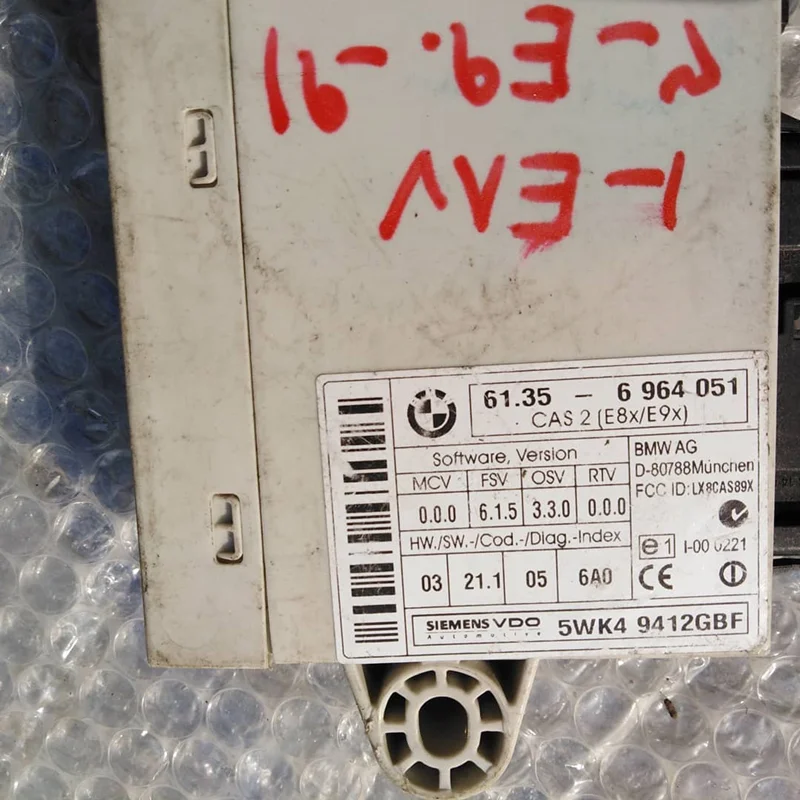 61.35 – 6 964 051
CAS 2 (E8x/E9x)
Software, Version
MCV FSV OSV RTV
0.0.0 6.1.5 3.3.0 0.0.0
HW./SW.-/Cod.-/Diag.-Index
03 21.1 05 6A0
BMW AG
D-80788 München
FCC ID: LX8CAS89X
e1 I-00 0221
CE
SIEMENS VDO
Automotive
5WK4 9412GBF